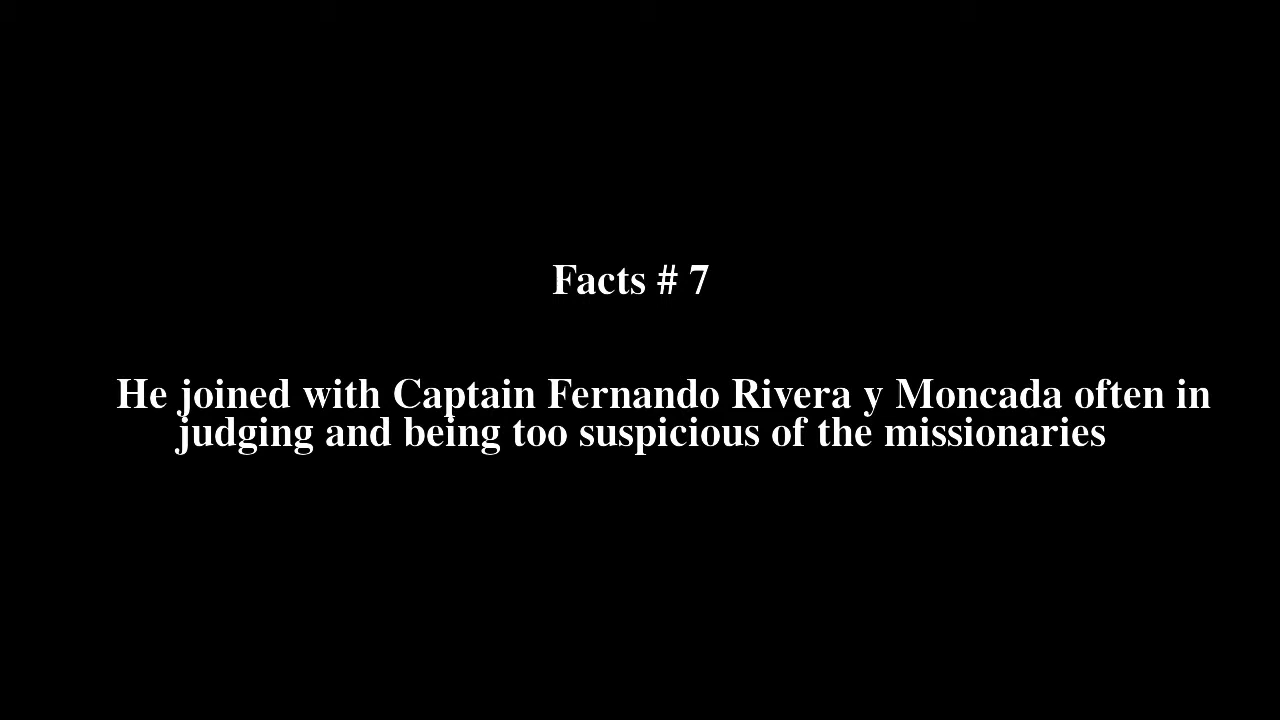 Facts # 7
He joined with Captain Fernando Rivera y Moncada often in
judging and being too suspicious of the missionaries